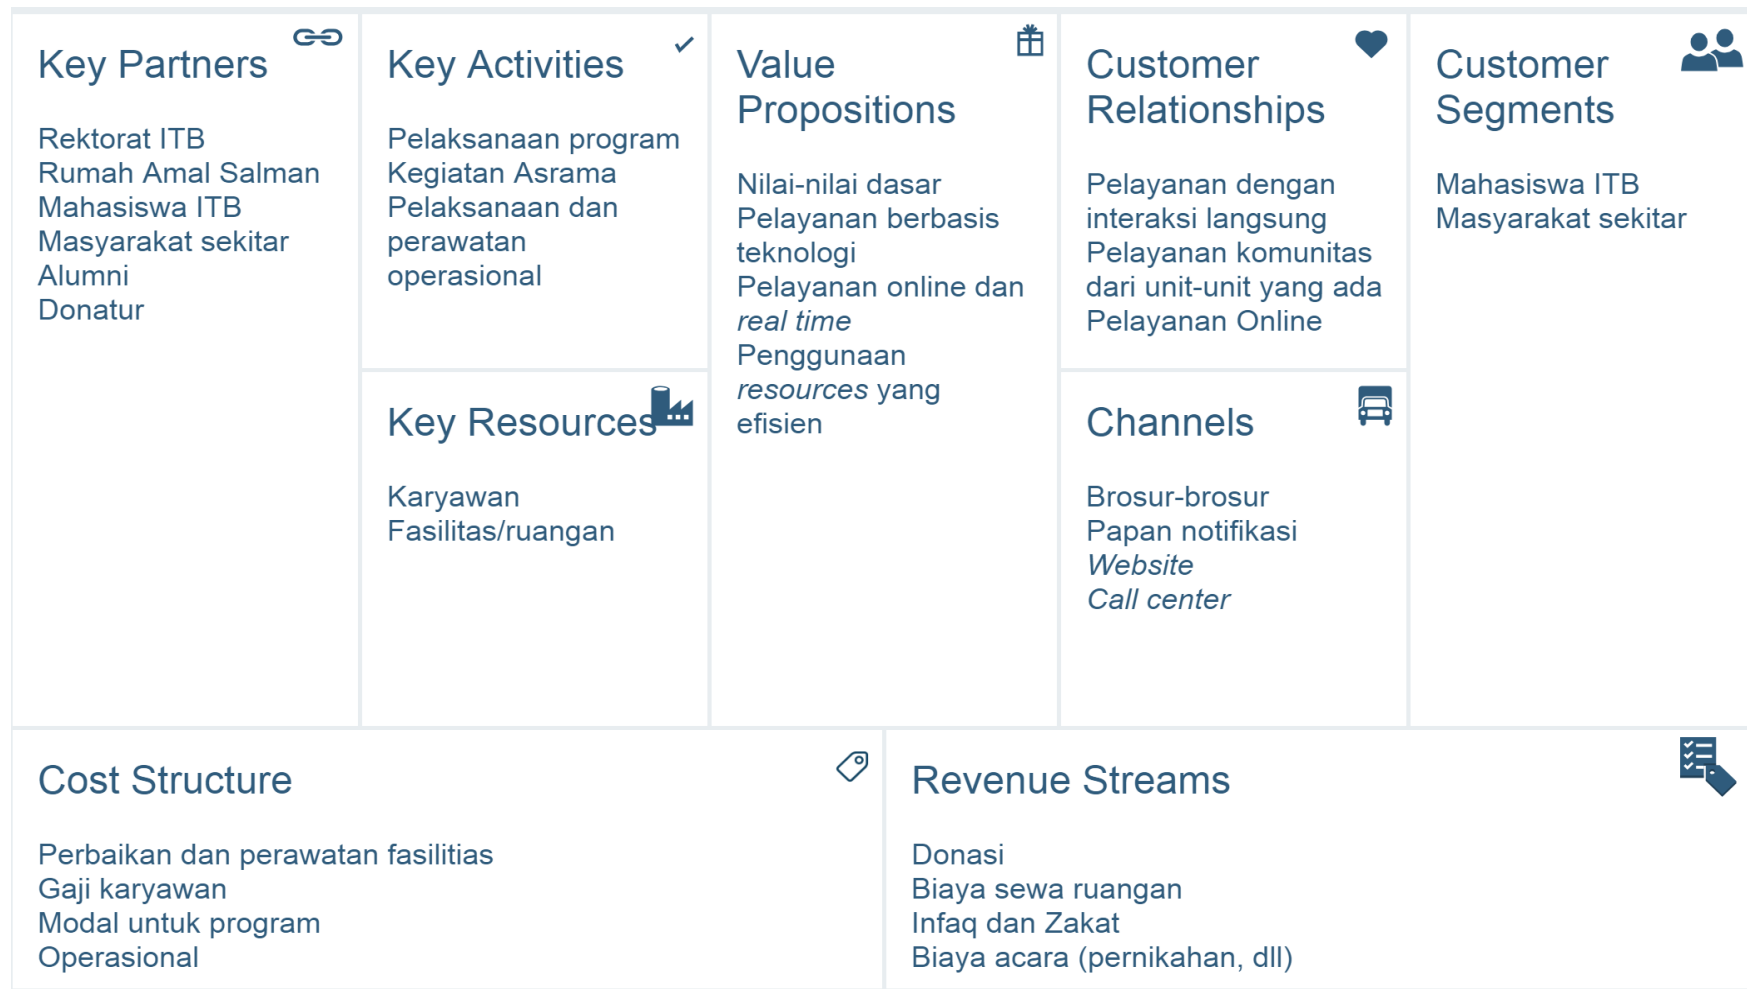 Key Partners
Rektorat ITB
Rumah Amal Salman
Mahasiswa ITB
Masyarakat sekitar
Alumni
Donatur
Key Activities
Pelaksanaan program
Kegiatan Asrama
Pelaksanaan dan
perawatan
operasional
Key Resources
Karyawan
Fasilitas/ruangan
Value
Propositions
Nilai-nilai dasar
Pelayanan berbasis
teknologi
Pelayanan online dan
real time
Penggunaan
resources yang
efisien
Customer
Relationships
Pelayanan dengan
interaksi langsung
Pelayanan komunitas
dari unit-unit yang ada
Pelayanan Online
Channels
Brosur-brosur
Papan notifikasi
Website
Call center
Customer
Segments
Mahasiswa ITB
Masyarakat sekitar
Cost Structure
Perbaikan dan perawatan fasilitias
Gaji karyawan
Modal untuk program
Operasional
Revenue Streams
Donasi
Biaya sewa ruangan
Infaq dan Zakat
Biaya acara (pernikahan, dll)